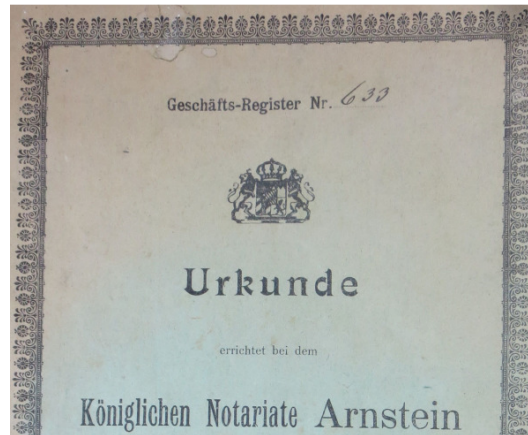 Geschäfts-Register Nr. 633
Urkunde
errichtet bei dem
Königlichen Notariate Arnstein